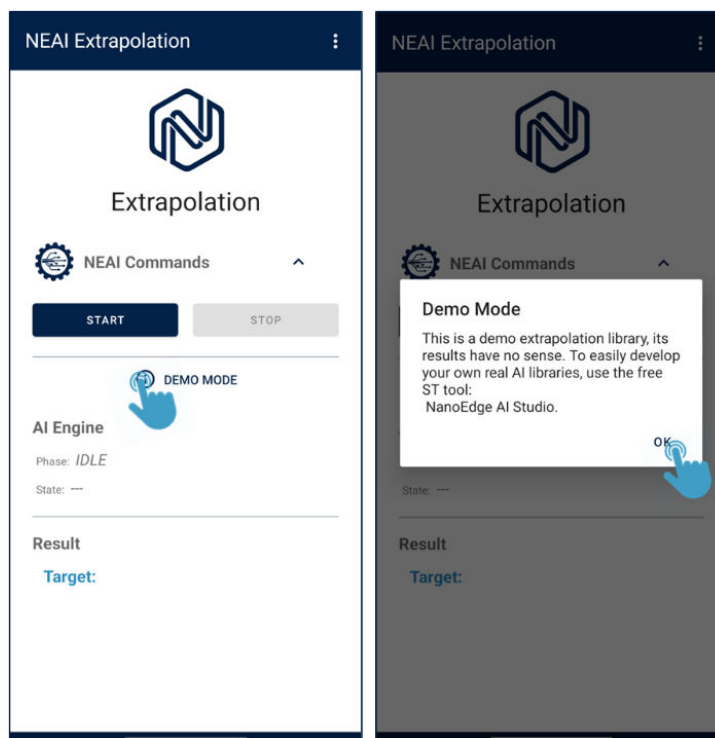 NEAI Extrapolation
Extrapolation
NEAI Commands
START STOP
DEMO MODE
AI Engine
Phase: IDLE
State: ---
Result
Target:
NEAI Extrapolation
Extrapolation
NEAI Commands
Demo Mode
This is a demo extrapolation library, its
results have no sense. To easily develop
your own real AI libraries, use the free
ST tool:
NanoEdge AI Studio.
OK
State: ---
Result
Target: